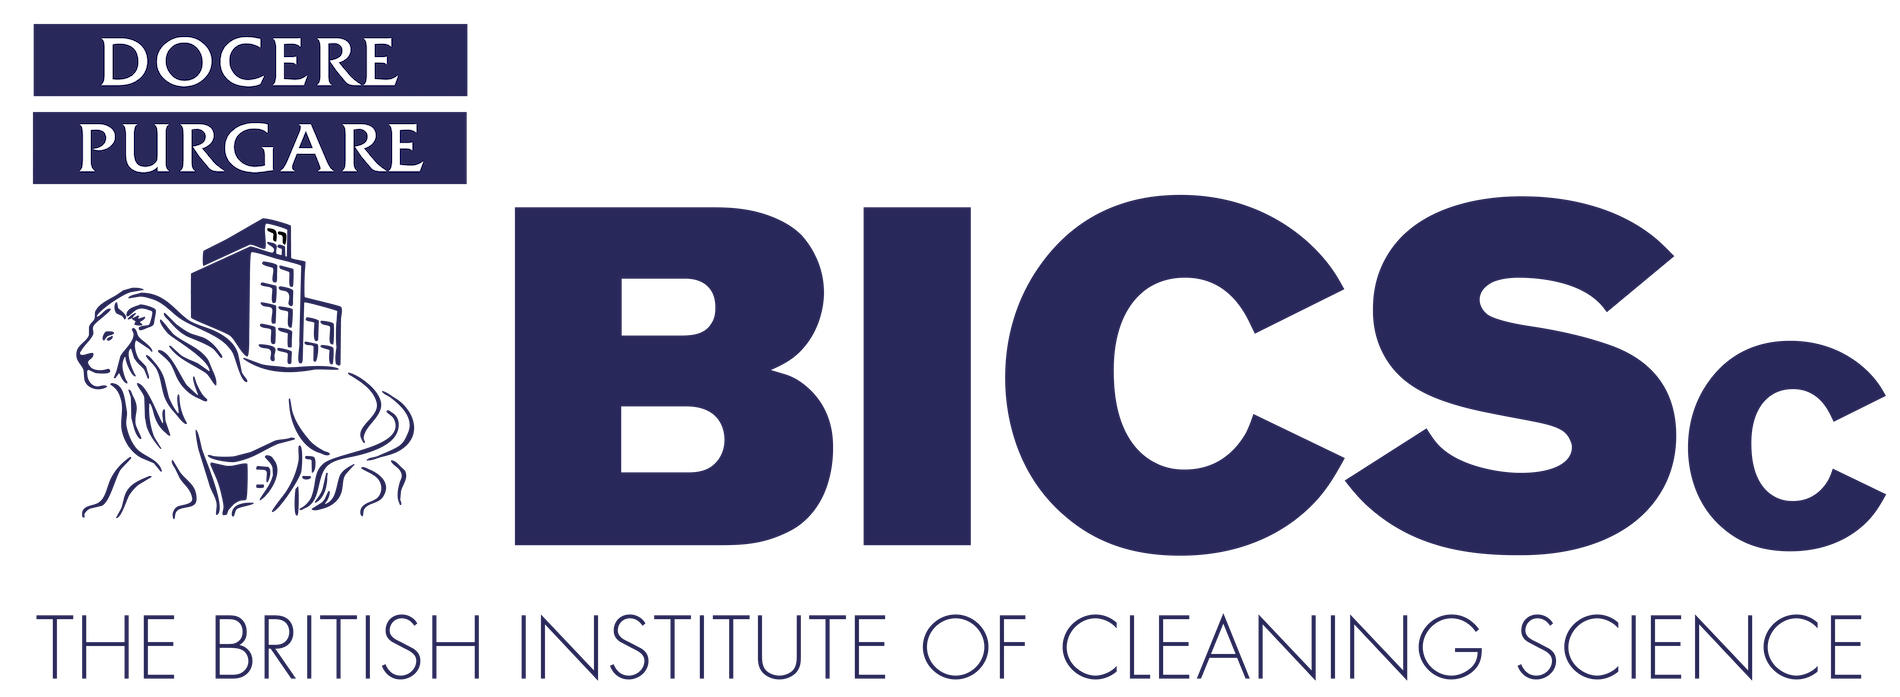 DOCERE
PURGARE
BICSc
THE BRITISH INSTITUTE OF CLEANING SCIENCE